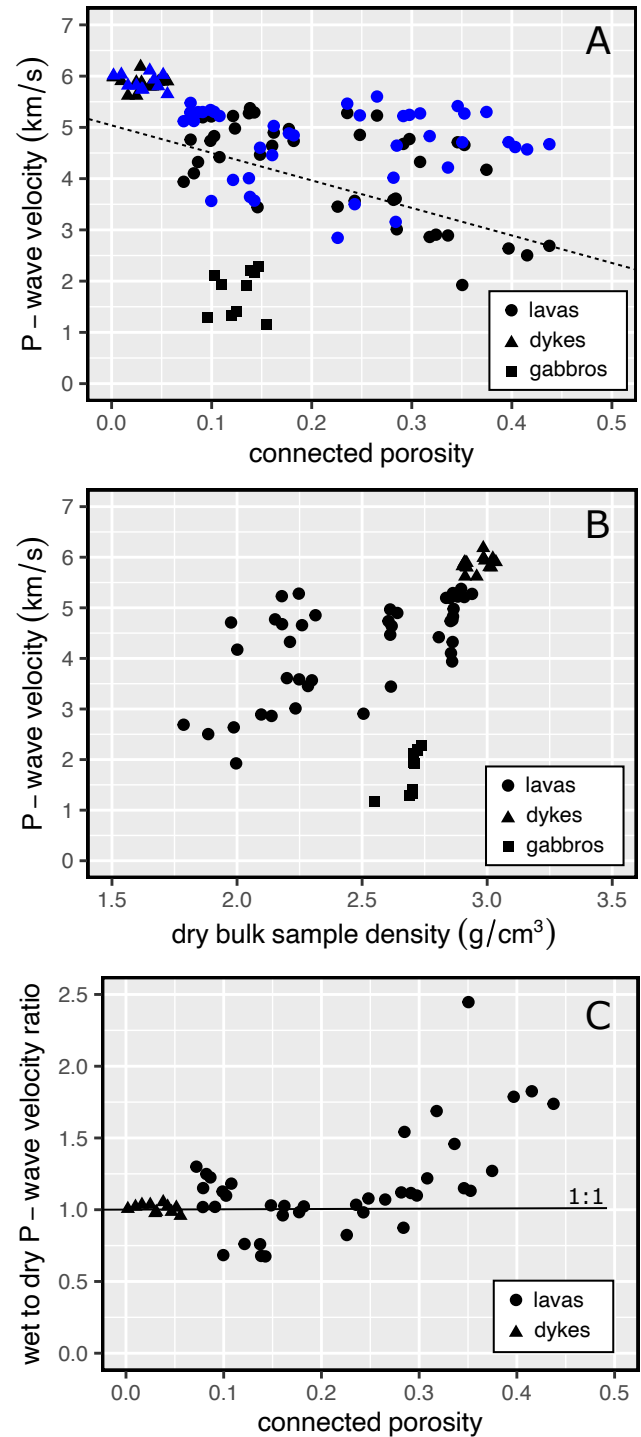 A
7
6
5
4
3
2
1
0
P – wave velocity (km/s)
lavas
dykes
gabbros
0.0 0.1 0.2 0.3 0.4 0.5
connected porosity
B
7
6
5
4
3
2
1
0
P – wave velocity (km/s)
lavas
dykes
gabbros
1.5 2.0 2.5 3.0 3.5
dry bulk sample density (g/cm³)
C
2.5
2.0
1.5
1.0
0.5
0.0
wet to dry P – wave velocity ratio
1:1
lavas
dykes
0.0 0.1 0.2 0.3 0.4 0.5
connected porosity